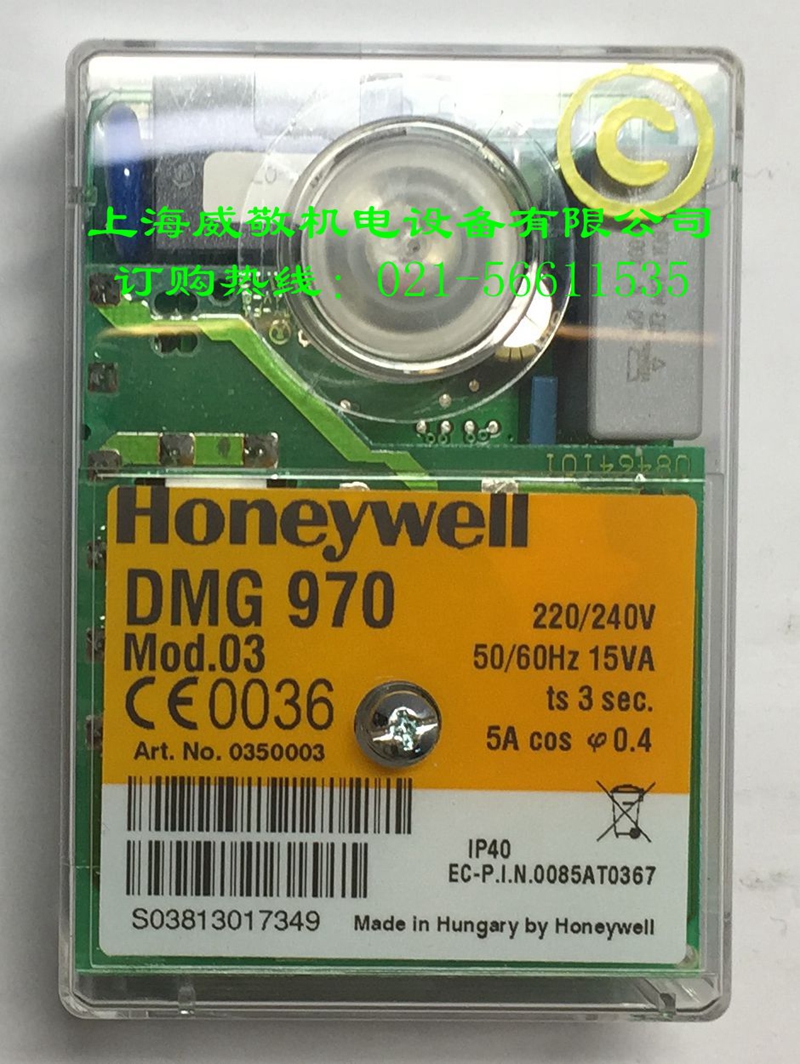 上海威敬机电设备有限公司
订购热线：021-56611535
U8464101
Honeywell
DMG 970
Mod.03
220/240V
50/60Hz 15VA
CE0036
ts 3 sec.
Art. No. 0350003
5A cos φ 0.4
IP40
EC-P.I.N.0085AT0367
S03813017349
Made in Hungary by Honeywell